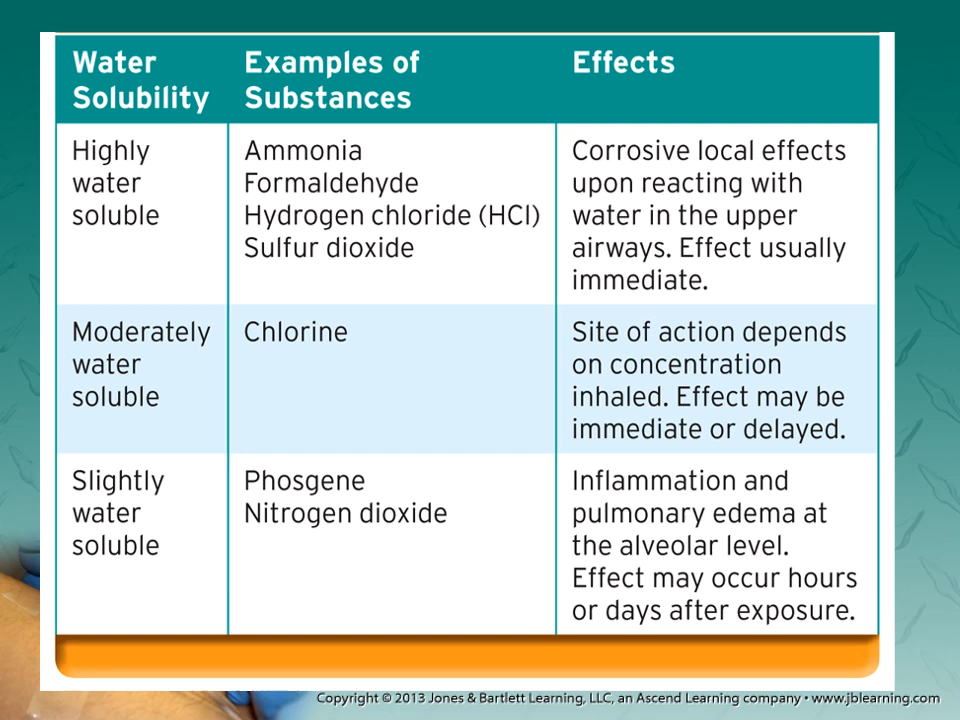 Water Solubility
Examples of Substances
Effects
Highly water soluble
Ammonia
Formaldehyde
Hydrogen chloride (HCl)
Sulfur dioxide
Corrosive local effects
upon reacting with
water in the upper
airways. Effect usually
immediate.
Moderately water soluble
Chlorine
Site of action depends
on concentration
inhaled. Effect may be
immediate or delayed.
Slightly water soluble
Phosgene
Nitrogen dioxide
Inflammation and
pulmonary edema at
the alveolar level.
Effect may occur hours
or days after exposure.
Copyright © 2013 Jones & Bartlett Learning, LLC, an Ascend Learning company • www.jblearning.com